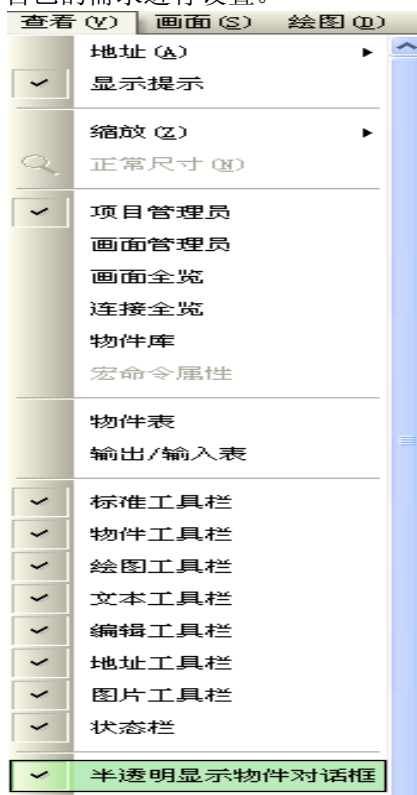 自己的需求进行设置。
查看(V) 画面(S) 绘图(D)
地址(A)
显示提示
缩放(Z)
正常尺寸(N)
项目管理员
画面管理员
画面全览
连接全览
物件库
宏命令属性
物件表
输出/输入表
标准工具栏
物件工具栏
绘图工具栏
文本工具栏
编辑工具栏
地址工具栏
图片工具栏
状态栏
半透明显示物件对话框